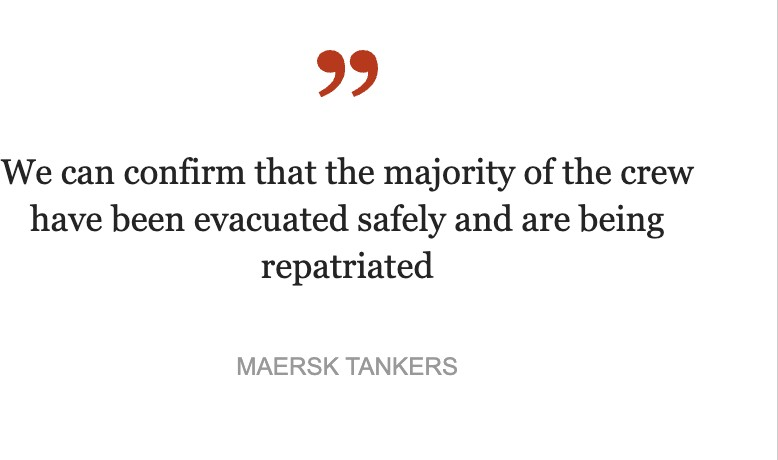 ”
We can confirm that the majority of the crew
have been evacuated safely and are being
repatriated
MAERSK TANKERS